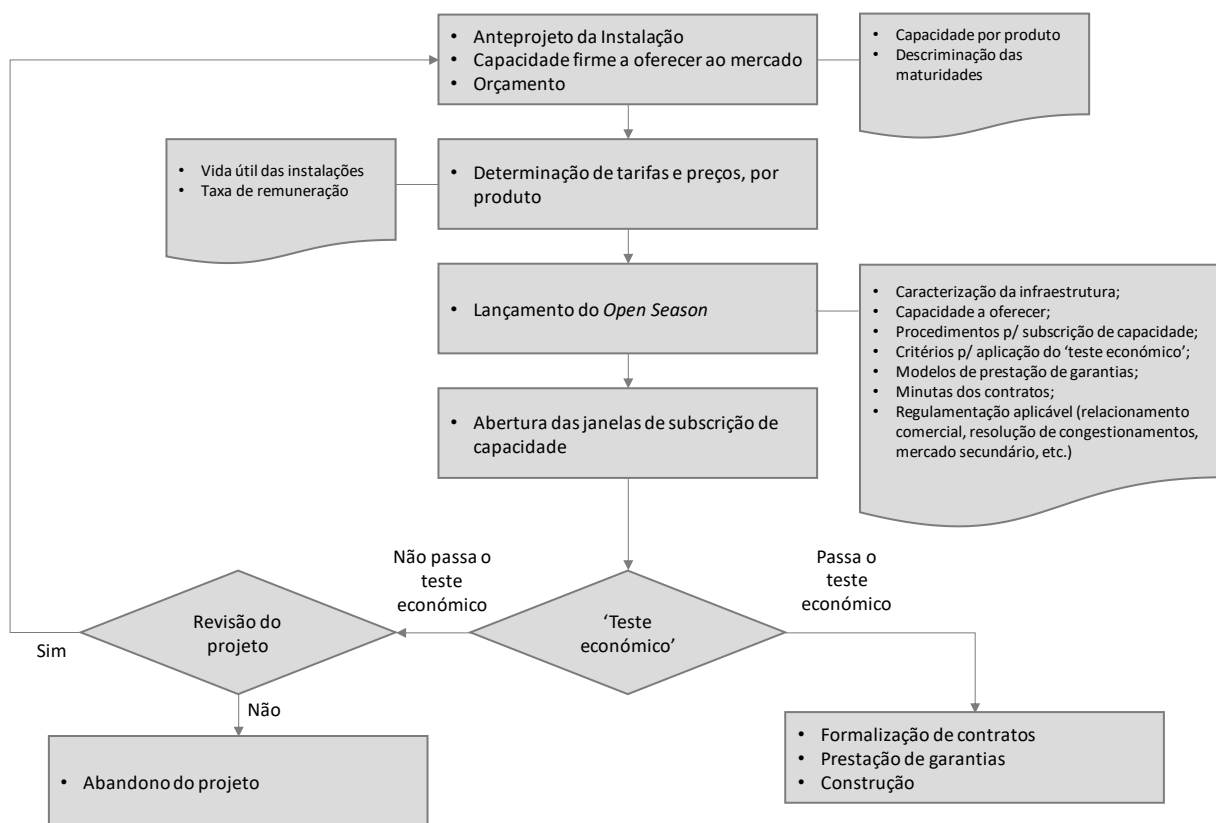 • Anteprojeto da Instalação
• Capacidade firme a oferecer ao mercado
• Orçamento
• Capacidade por produto
• Descriminação das
maturidades
• Vida útil das instalações
• Taxa de remuneração
• Determinação de tarifas e preços, por
produto
• Lançamento do Open Season
• Caracterização da infraestrutura;
• Capacidade a oferecer;
• Procedimentos p/ subscrição de capacidade;
• Critérios p/ aplicação do ‘teste económico’;
• Modelos de prestação de garantias;
• Minutas dos contratos;
• Regulamentação aplicável (relacionamento
comercial, resolução de congestionamentos,
mercado secundário, etc.)
• Abertura das janelas de subscrição de
capacidade
Não passa o
teste
económico
Passa o
teste
económico
Revisão do
projeto
‘Teste
económico’
Sim
Não
• Abandono do projeto
• Formalização de contratos
• Prestação de garantias
• Construção